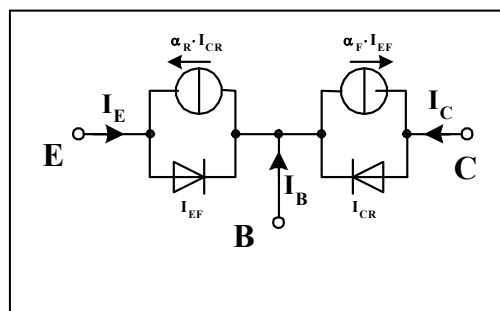 α_R·I_CR α_F·I_EF
I_E I_C
E C
I_EF I_B I_CR
B